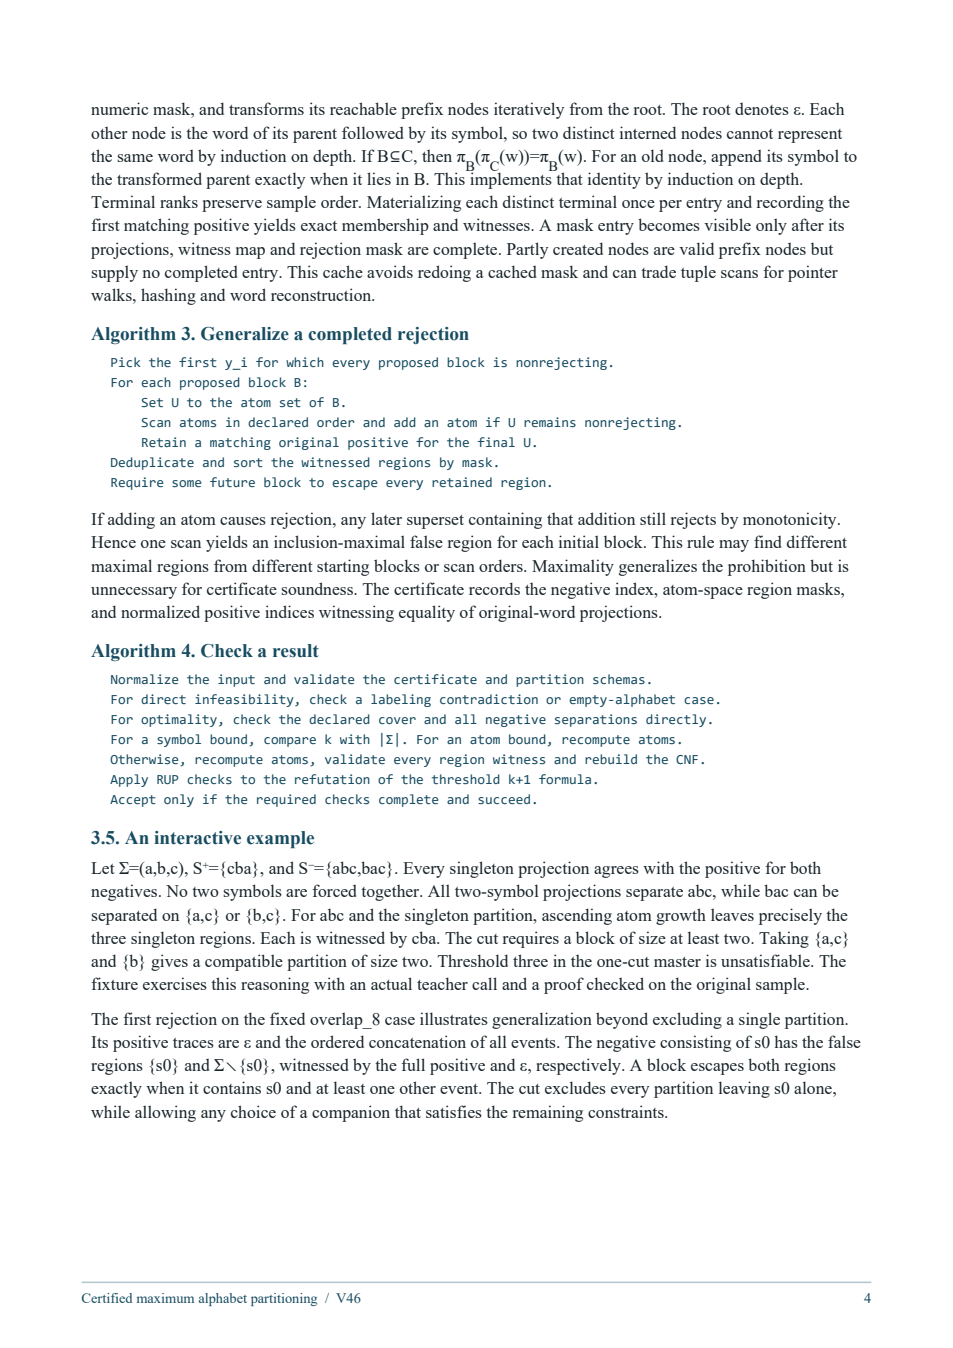 numeric mask, and transforms its reachable prefix nodes iteratively from the root. The root denotes ε. Each
other node is the word of its parent followed by its symbol, so two distinct interned nodes cannot represent
the same word by induction on depth. If B⊆C, then π_B(π_C(w))=π_B(w). For an old node, append its symbol to
the transformed parent exactly when it lies in B. This implements that identity by induction on depth.
Terminal ranks preserve sample order. Materializing each distinct terminal once per entry and recording the
first matching positive yields exact membership and witnesses. A mask entry becomes visible only after its
projections, witness map and rejection mask are complete. Partly created nodes are valid prefix nodes but
supply no completed entry. This cache avoids redoing a cached mask and can trade tuple scans for pointer
walks, hashing and word reconstruction.
Algorithm 3. Generalize a completed rejection
Pick the first y_i for which every proposed block is nonrejecting.
For each proposed block B:
Set U to the atom set of B.
Scan atoms in declared order and add an atom if U remains nonrejecting.
Retain a matching original positive for the final U.
Deduplicate and sort the witnessed regions by mask.
Require some future block to escape every retained region.
If adding an atom causes rejection, any later superset containing that addition still rejects by monotonicity.
Hence one scan yields an inclusion-maximal false region for each initial block. This rule may find different
maximal regions from different starting blocks or scan orders. Maximality generalizes the prohibition but is
unnecessary for certificate soundness. The certificate records the negative index, atom-space region masks,
and normalized positive indices witnessing equality of original-word projections.
Algorithm 4. Check a result
Normalize the input and validate the certificate and partition schemas.
For direct infeasibility, check a labeling contradiction or empty-alphabet case.
For optimality, check the declared cover and all negative separations directly.
For a symbol bound, compare k with |Σ|. For an atom bound, recompute atoms.
Otherwise, recompute atoms, validate every region witness and rebuild the CNF.
Apply RUP checks to the refutation of the threshold k+1 formula.
Accept only if the required checks complete and succeed.
3.5. An interactive example
Let Σ=(a,b,c), S⁺={cba}, and S⁻={abc,bac}. Every singleton projection agrees with the positive for both
negatives. No two symbols are forced together. All two-symbol projections separate abc, while bac can be
separated on {a,c} or {b,c}. For abc and the singleton partition, ascending atom growth leaves precisely the
three singleton regions. Each is witnessed by cba. The cut requires a block of size at least two. Taking {a,c}
and {b} gives a compatible partition of size two. Threshold three in the one-cut master is unsatisfiable. The
fixture exercises this reasoning with an actual teacher call and a proof checked on the original sample.
The first rejection on the fixed overlap_8 case illustrates generalization beyond excluding a single partition.
Its positive traces are ε and the ordered concatenation of all events. The negative consisting of s0 has the false
regions {s0} and Σ∖{s0}, witnessed by the full positive and ε, respectively. A block escapes both regions
exactly when it contains s0 and at least one other event. The cut excludes every partition leaving s0 alone,
while allowing any choice of a companion that satisfies the remaining constraints.
Certified maximum alphabet partitioning / V46
4